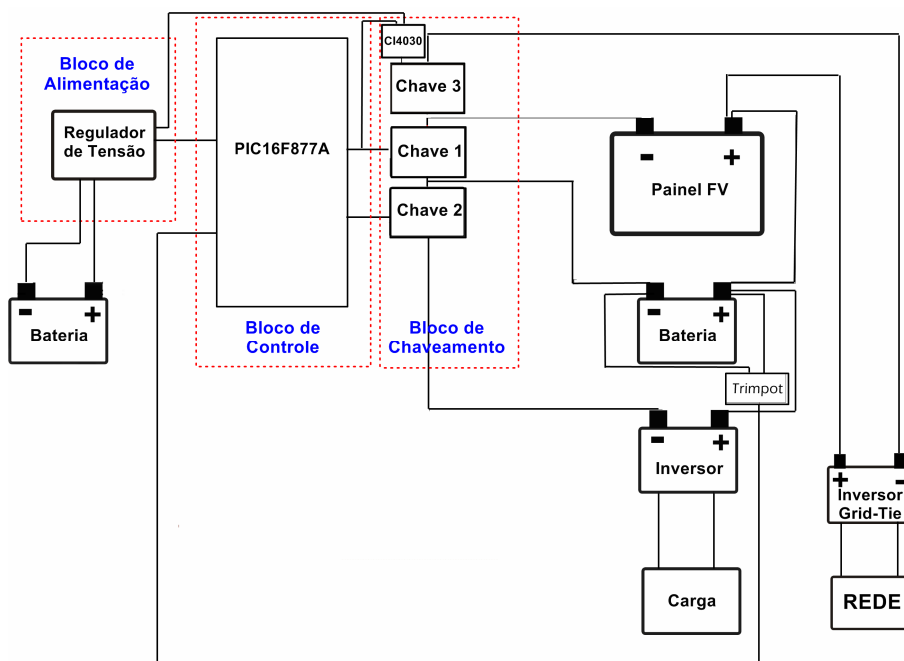 CI4030
Bloco de
Alimentação
Chave 3
Regulador
de Tensão
PIC16F877A
Chave 1
- +
Painel FV
Chave 2
- +
Bateria
- +
Bateria
Bloco de
Controle
Bloco de
Chaveamento
Trimpot
- +
Inversor
+ -
Inversor
Grid-Tie
Carga
REDE